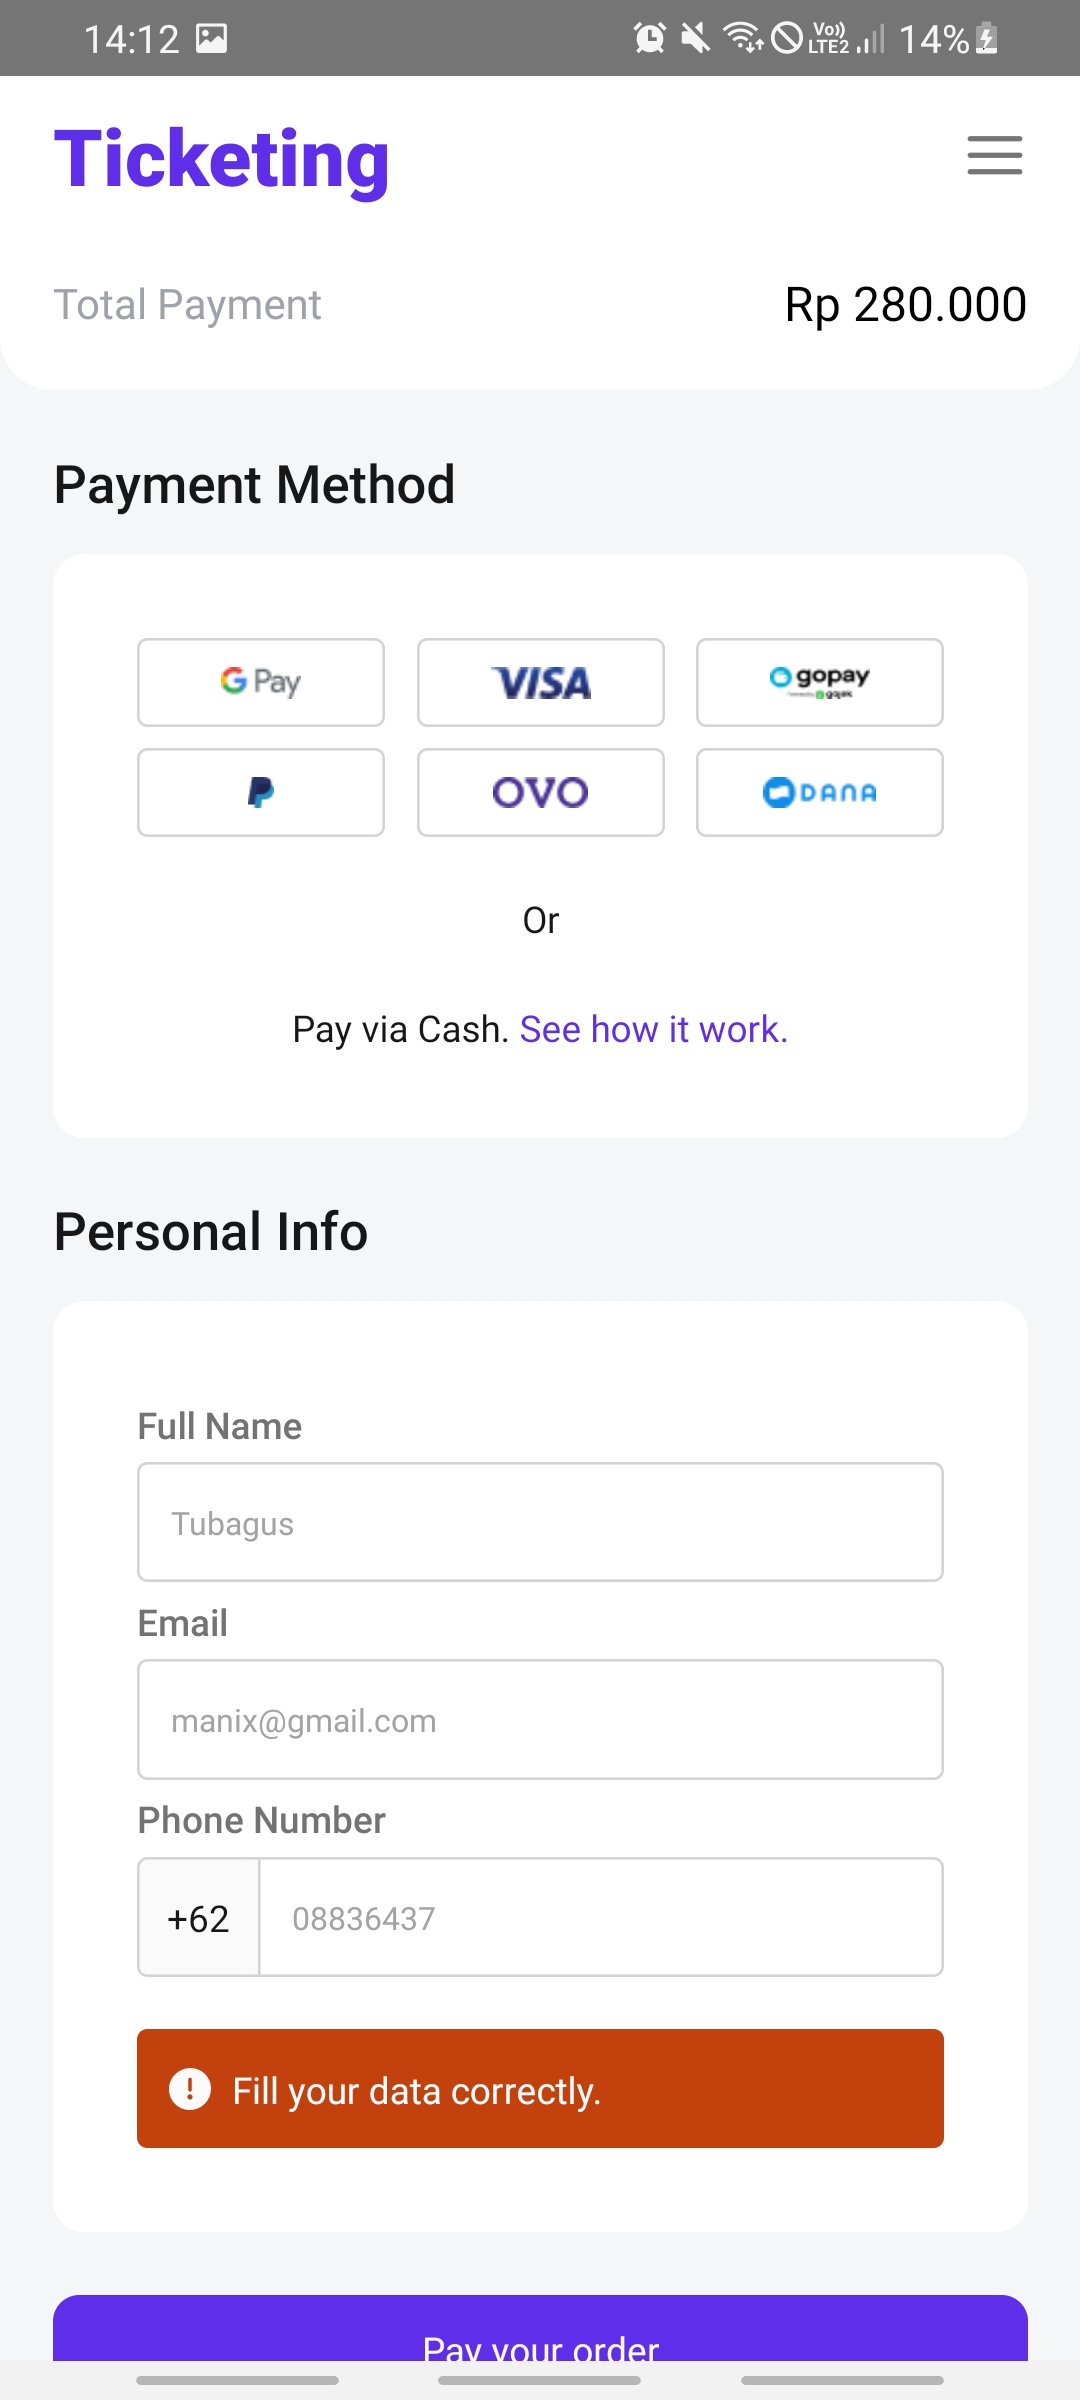 14:12
Vo)) LTE2 14%
Ticketing
Total Payment Rp 280.000
Payment Method
G Pay VISA gopay
gojek
OVO DANA
Or
Pay via Cash. See how it work.
Personal Info
Full Name
Tubagus
Email
manix@gmail.com
Phone Number
+62 08836437
Fill your data correctly.
Pay your order